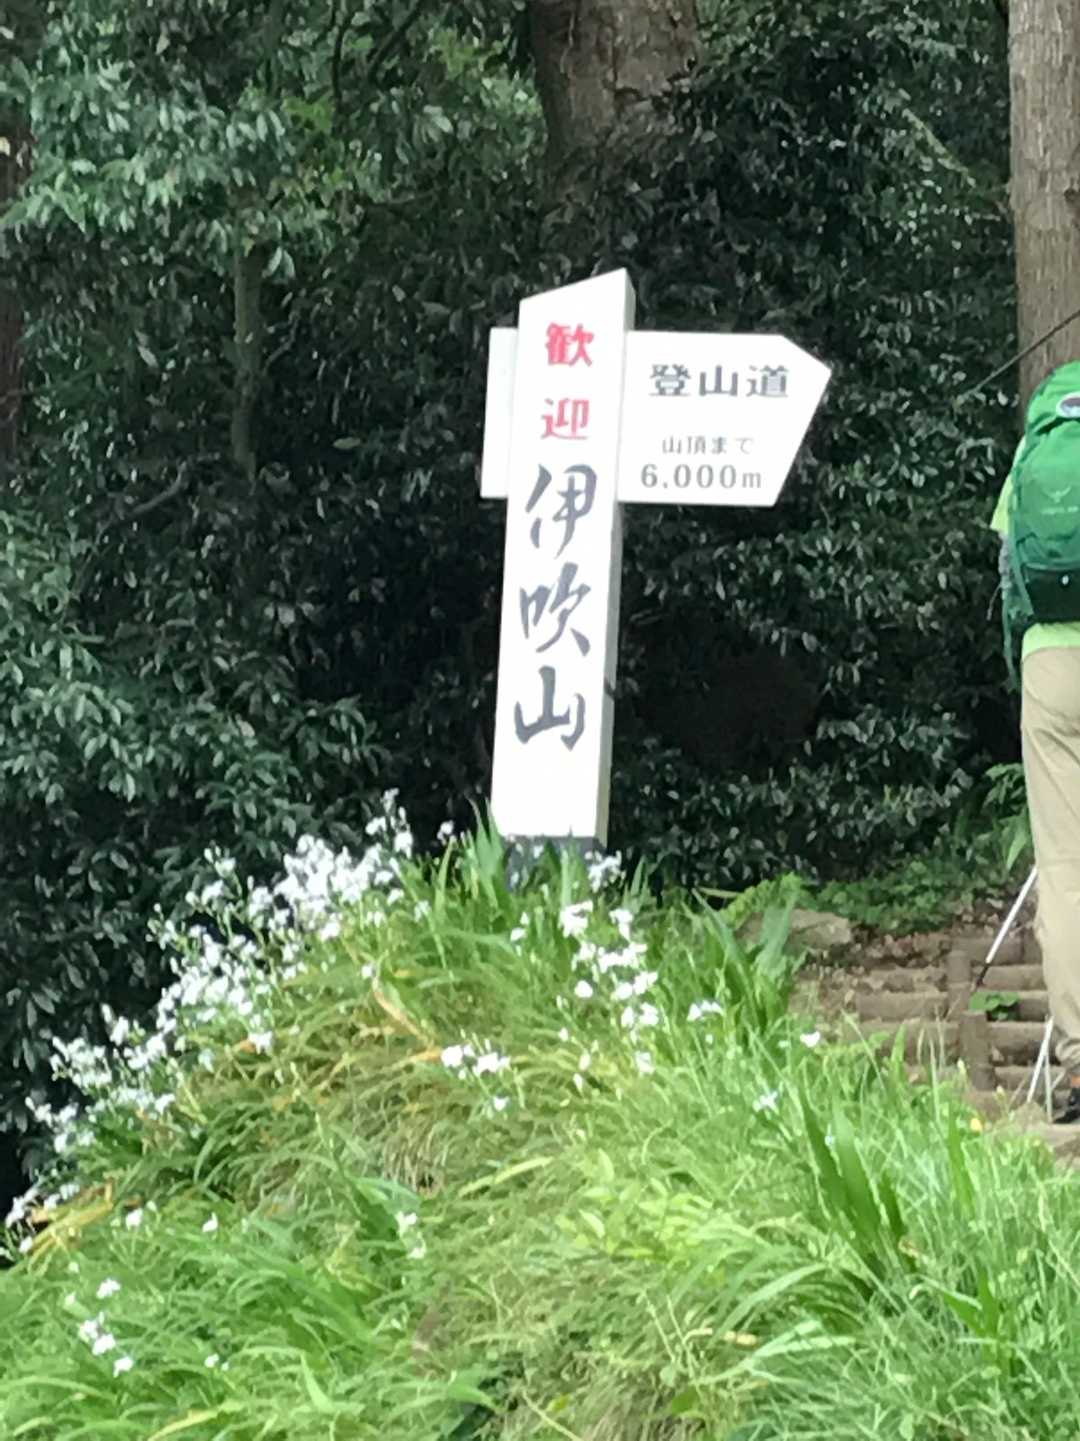 歓迎
伊吹山
登山道
山頂まで
6,000m